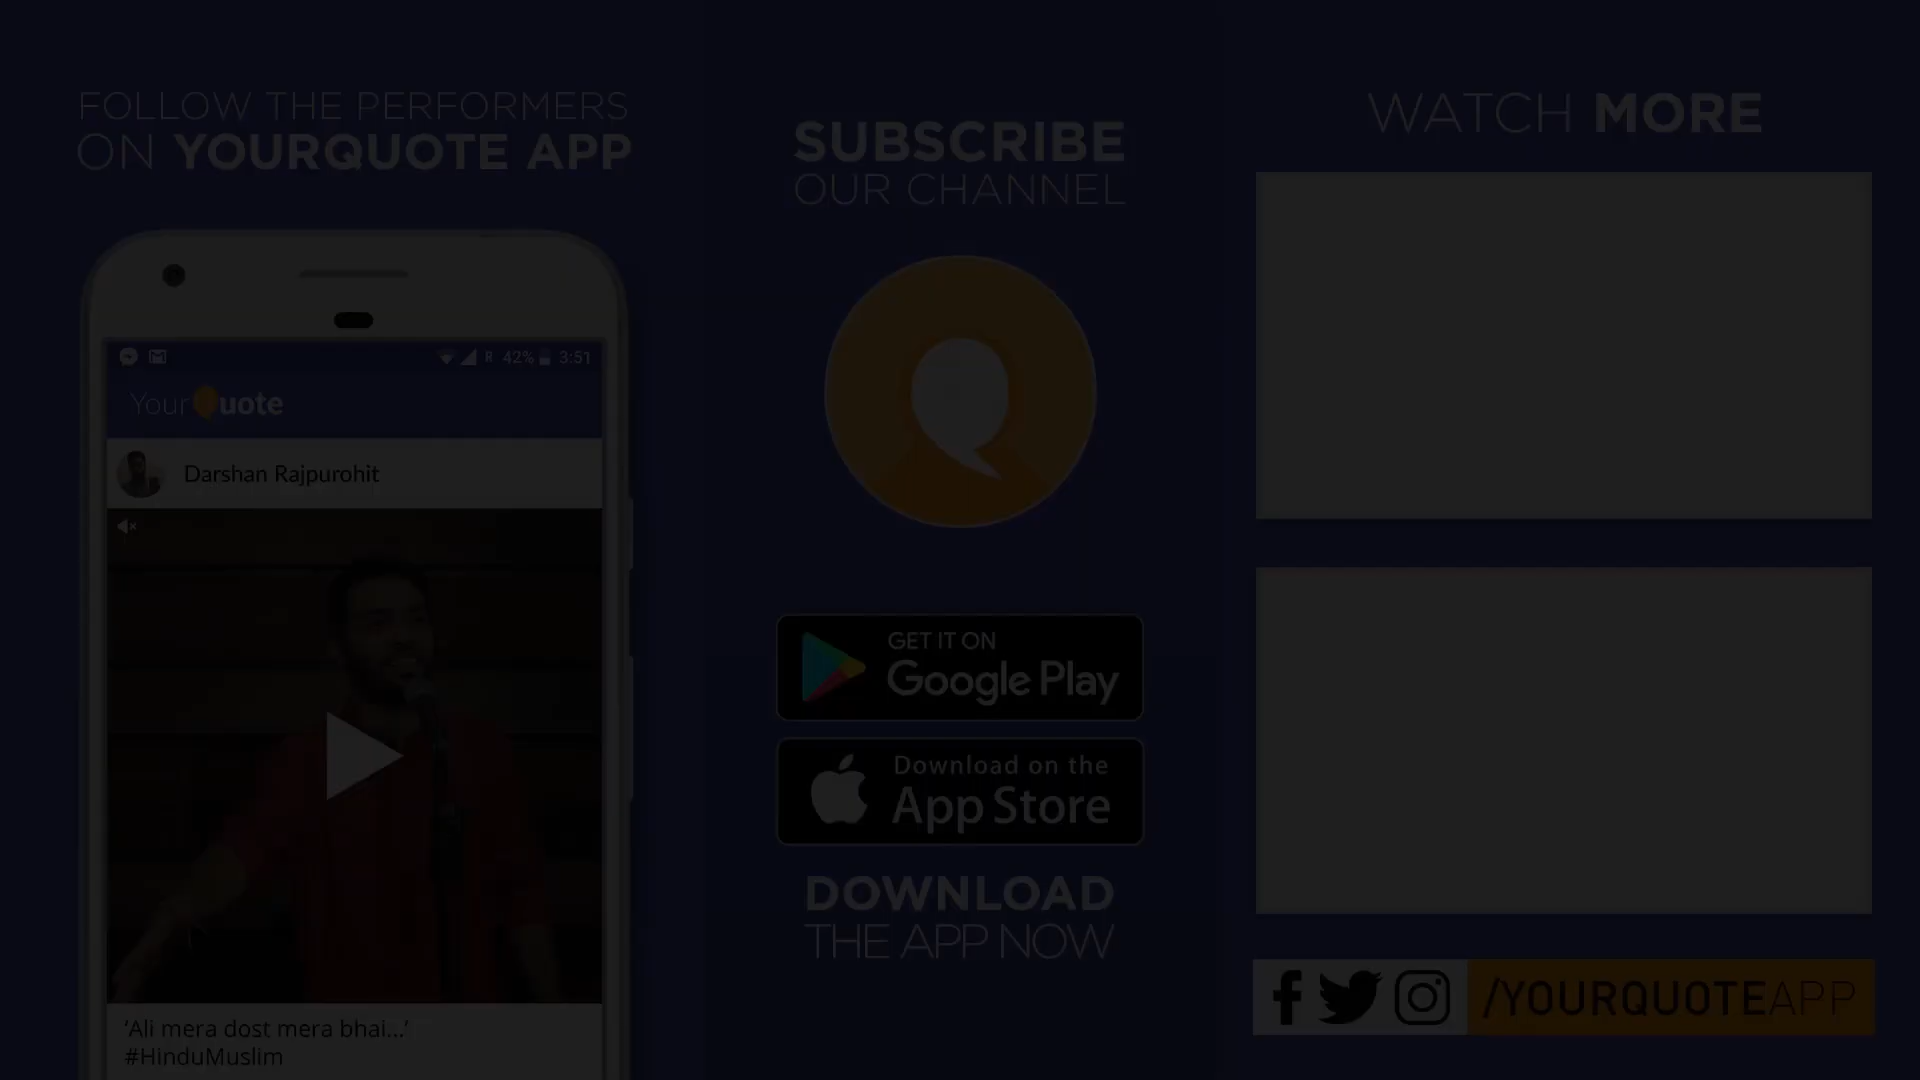 FOLLOW THE PERFORMERS
ON YOURQUOTE APP
R 42% 3:51
YourQuote
Darshan Rajpurohit
'Ali mera dost mera bhai...'
#HinduMuslim
SUBSCRIBE
OUR CHANNEL
GET IT ON
Google Play
Download on the
App Store
DOWNLOAD
THE APP NOW
WATCH MORE
/YOURQUOTEAPP